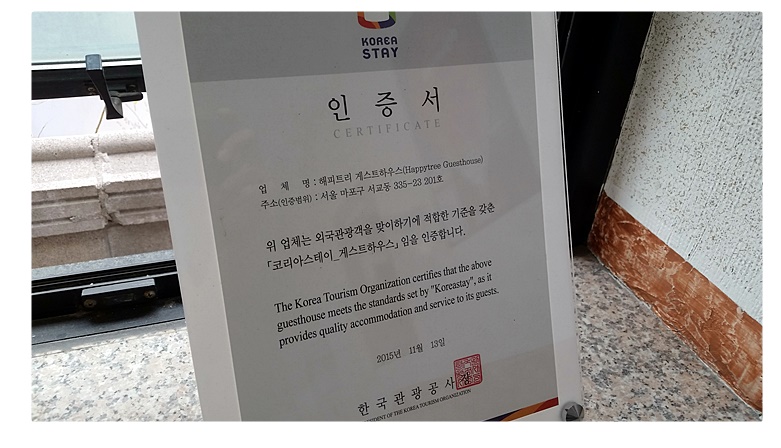 KOREA
STAY
인 증 서
CERTIFICATE
업 체 명 : 해피트리 게스트하우스(Happytree Guesthouse)
주소(인증범위) : 서울 마포구 서교동 335-23 201호
위 업체는 외국관광객을 맞이하기에 적합한 기준을 갖춘
「코리아스테이_게스트하우스」임을 인증합니다.
The Korea Tourism Organization certifies that the above
guesthouse meets the standards set by "Koreastay", as it
provides quality accommodation and service to its guests.
2015년 11월 13일
한 국 관 광 공 사
OF THE KOREA TOURISM ORGANIZATION